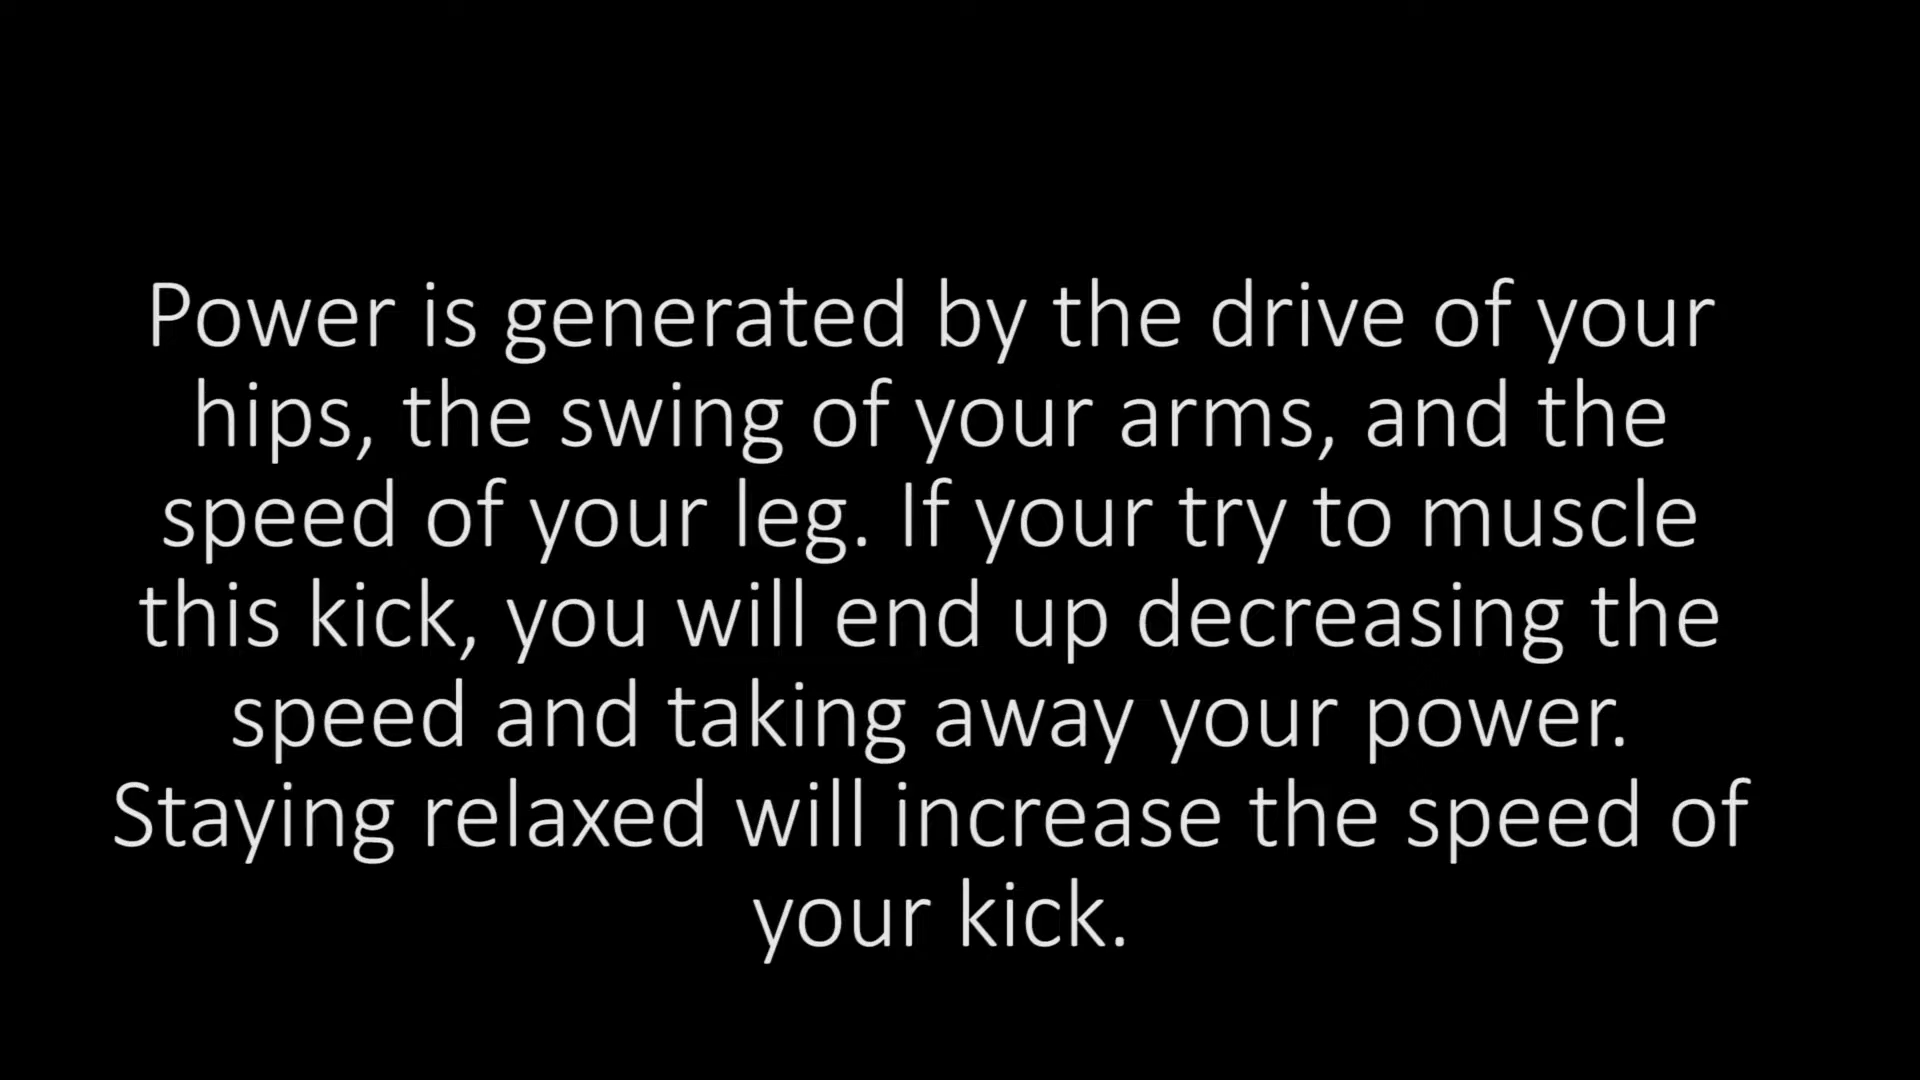 Power is generated by the drive of your
hips, the swing of your arms, and the
speed of your leg. If your try to muscle
this kick, you will end up decreasing the
speed and taking away your power.
Staying relaxed will increase the speed of
your kick.